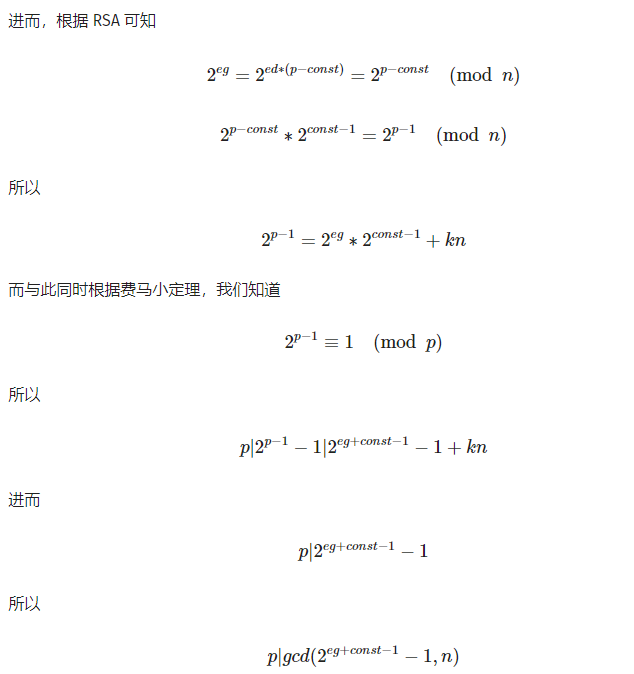 进而，根据 RSA 可知
$2^{eg} = 2^{ed*(p-const)} = 2^{p-const} \pmod n$
$2^{p-const} * 2^{const-1} = 2^{p-1} \pmod n$
所以
$2^{p-1} = 2^{eg} * 2^{const-1} + kn$
而与此同时根据费马小定理，我们知道
$2^{p-1} \equiv 1 \pmod p$
所以
$p|2^{p-1} - 1|2^{eg+const-1} - 1 + kn$
进而
$p|2^{eg+const-1} - 1$
所以
$p|gcd(2^{eg+const-1} - 1, n)$